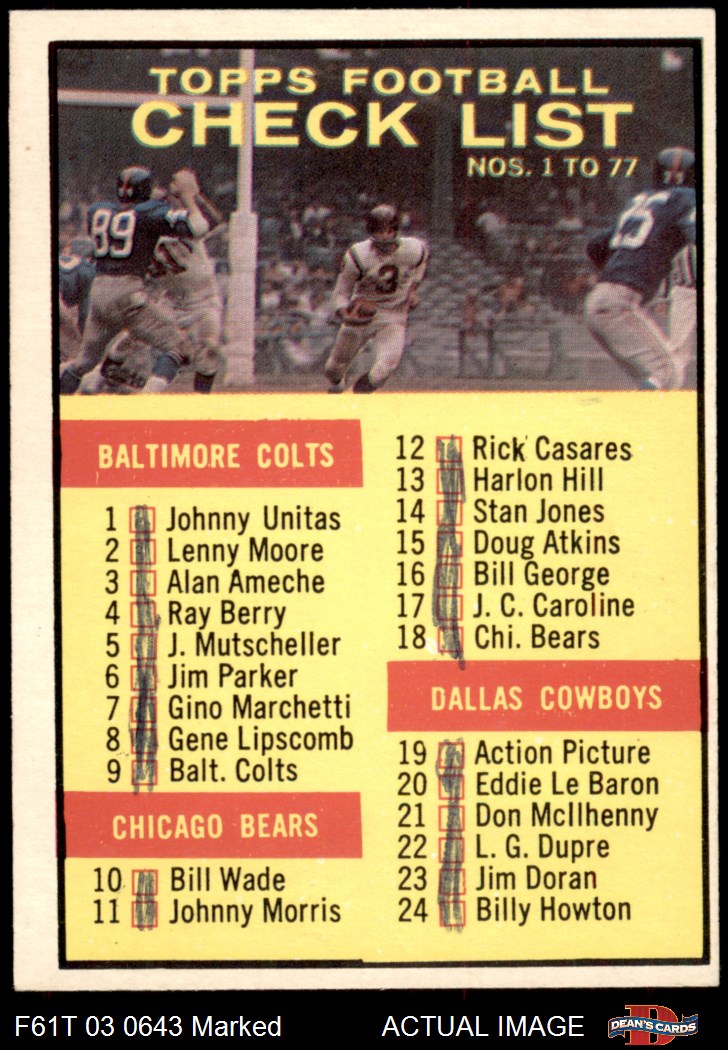 TOPPS FOOTBALL
CHECK LIST
NOS. 1 TO 77
89
3
BALTIMORE COLTS
1 Johnny Unitas
2 Lenny Moore
3 Alan Ameche
4 Ray Berry
5 J. Mutscheller
6 Jim Parker
7 Gino Marchetti
8 Gene Lipscomb
9 Balt. Colts
CHICAGO BEARS
10 Bill Wade
11 Johnny Morris
12 Rick Casares
13 Harlon Hill
14 Stan Jones
15 Doug Atkins
16 Bill George
17 J. C. Caroline
18 Chi. Bears
DALLAS COWBOYS
19 Action Picture
20 Eddie Le Baron
21 Don McIlhenny
22 L. G. Dupre
23 Jim Doran
24 Billy Howton
F61T 03 0643 Marked
ACTUAL IMAGE
DEAN'S CARDS